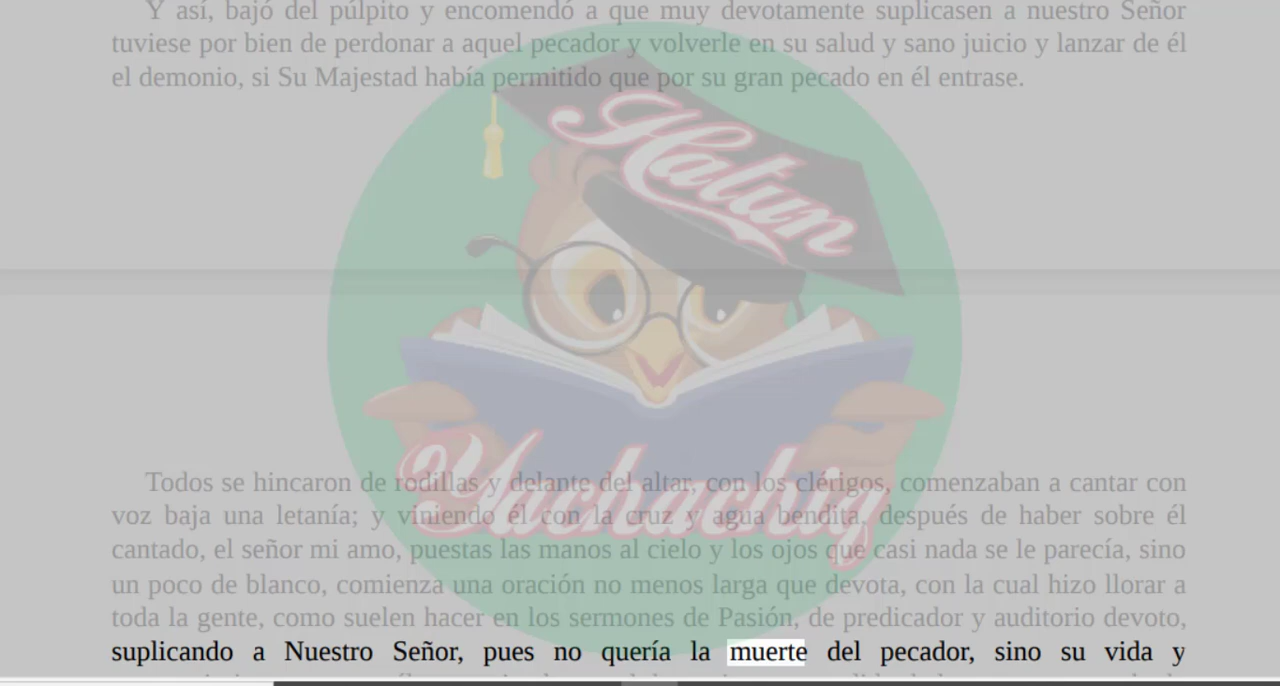 Y así, bajó del púlpito y encomendó a que muy devotamente suplicasen a nuestro Señor
tuviese por bien de perdonar a aquel pecador y volverle en su salud y sano juicio y lanzar de él
el demonio, si Su Majestad había permitido que por su gran pecado en él entrase.
Hatun
Yachachiq
Todos se hincaron de rodillas y delante del altar, con los clérigos, comenzaban a cantar con
voz baja una letanía; y viniendo él con la cruz y agua bendita, después de haber sobre él
cantado, el señor mi amo, puestas las manos al cielo y los ojos que casi nada se le parecía, sino
un poco de blanco, comienza una oración no menos larga que devota, con la cual hizo llorar a
toda la gente, como suelen hacer en los sermones de Pasión, de predicador y auditorio devoto,
suplicando a Nuestro Señor, pues no quería la muerte del pecador, sino su vida y